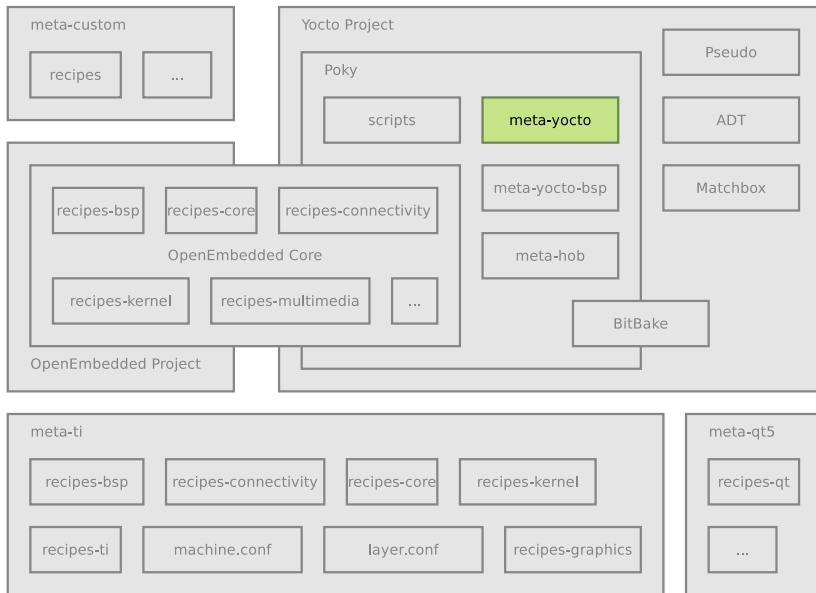 meta-custom
recipes
...
Yocto Project
Poky
scripts
meta-yocto
meta-yocto-bsp
meta-hob
BitBake
Pseudo
ADT
Matchbox
recipes-bsp
recipes-core
recipes-connectivity
OpenEmbedded Core
recipes-kernel
recipes-multimedia
...
OpenEmbedded Project
meta-ti
recipes-bsp
recipes-connectivity
recipes-core
recipes-kernel
recipes-ti
machine.conf
layer.conf
recipes-graphics
meta-qt5
recipes-qt
...